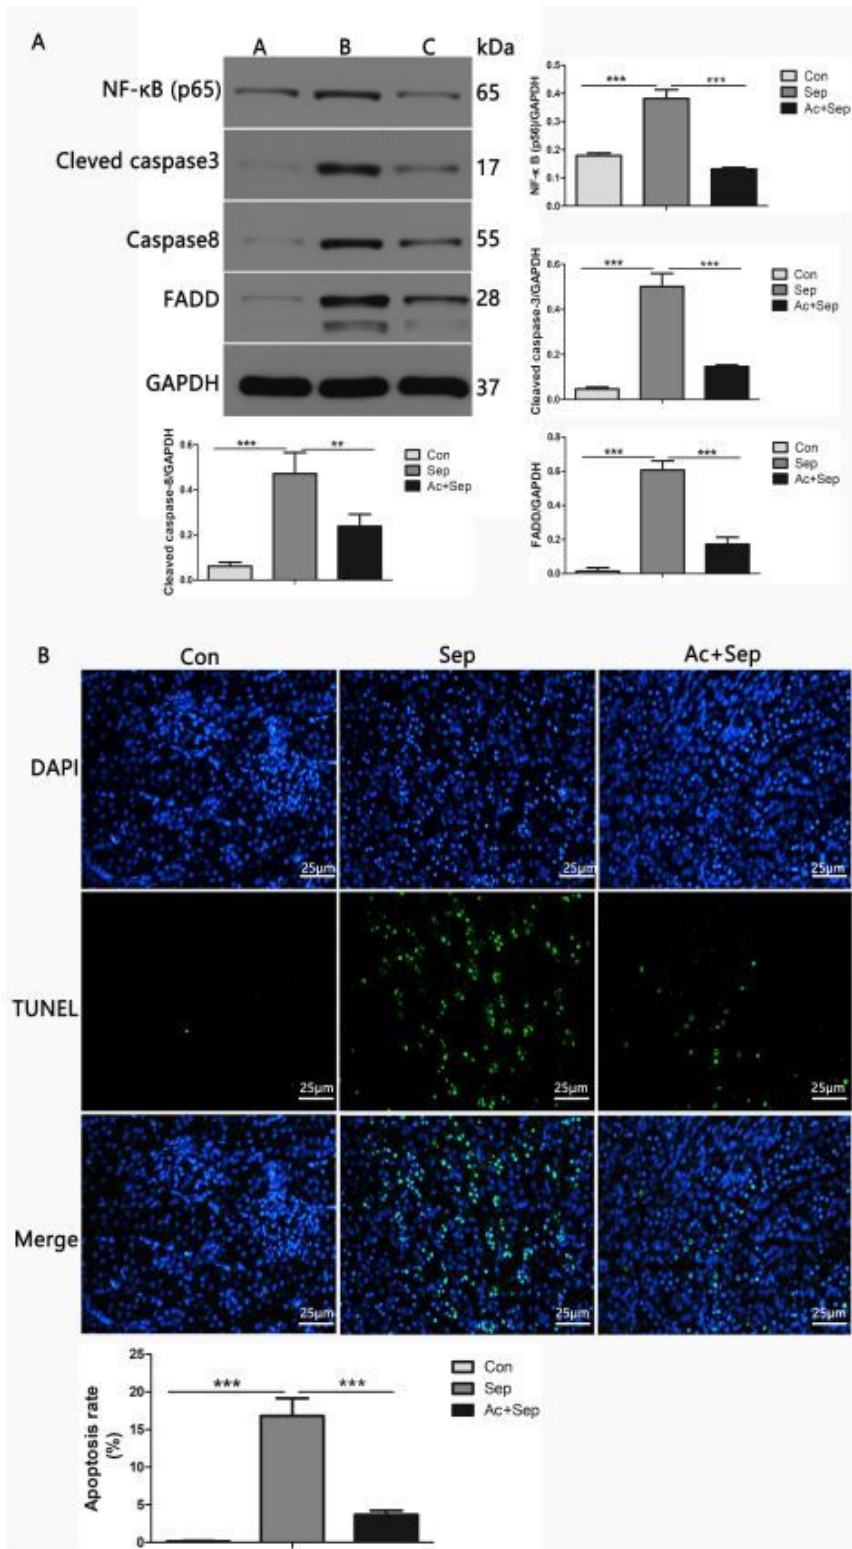 A
A B C kDa
NF-κB (p65) 65
Cleved caspase3 17
Caspase8 55
FADD 28
GAPDH 37
NF-κ B (p56)/GAPDH
0.5
0.4
0.3
0.2
0.1
0.0
*** ***
Con
Sep
Ac+Sep
Cleaved caspase-3/GAPDH
0.6
0.4
0.2
0.0
*** ***
Con
Sep
Ac+Sep
Cleaved caspase-8/GAPDH
0.6
0.4
0.2
0.0
*** **
Con
Sep
Ac+Sep
FADD/GAPDH
0.8
0.6
0.4
0.2
0.0
*** ***
Con
Sep
Ac+Sep
B
Con Sep Ac+Sep
DAPI
25μm 25μm 25μm
TUNEL
25μm 25μm 25μm
Merge
25μm 25μm 25μm
Apoptosis rate
(%)
25
20
15
10
5
0
*** ***
Con
Sep
Ac+Sep